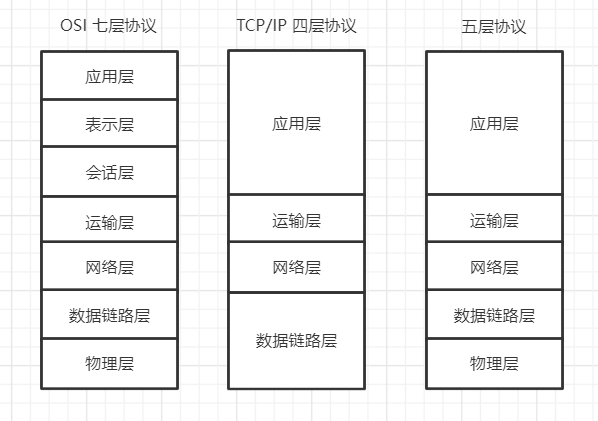 OSI 七层协议
应用层
表示层
会话层
运输层
网络层
数据链路层
物理层
TCP/IP 四层协议
应用层
运输层
网络层
数据链路层
五层协议
应用层
运输层
网络层
数据链路层
物理层